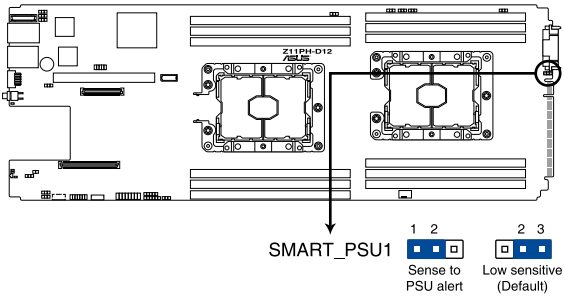 Z11PH-D12
ASUS
SMART_PSU1
1 2
Sense to
PSU alert
2 3
Low sensitive
(Default)